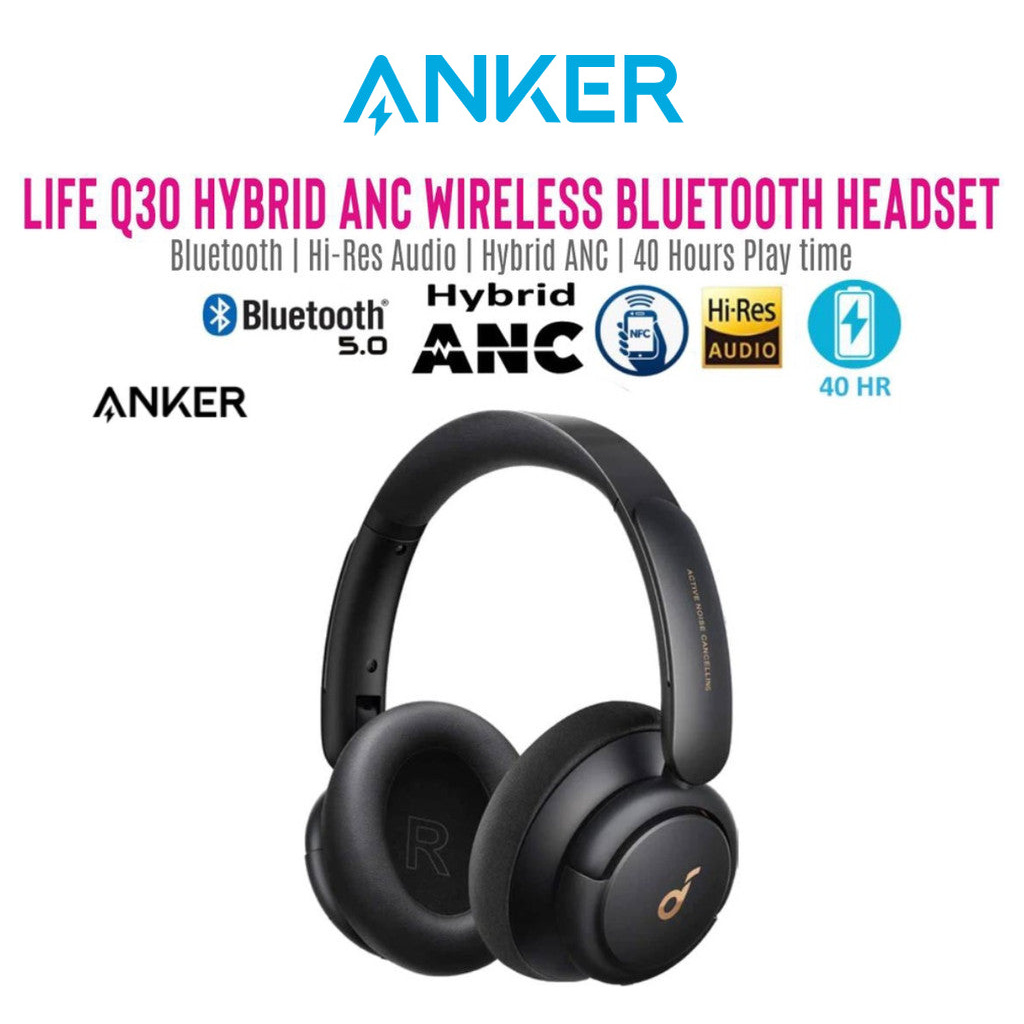 ANKER
LIFE Q30 HYBRID ANC WIRELESS BLUETOOTH HEADSET
Bluetooth | Hi-Res Audio | Hybrid ANC | 40 Hours Play time
Bluetooth®
5.0
Hybrid
ANC
NFC
Hi-Res
AUDIO
40 HR
ANKER
ACTIVE NOISE CANCELLING
R